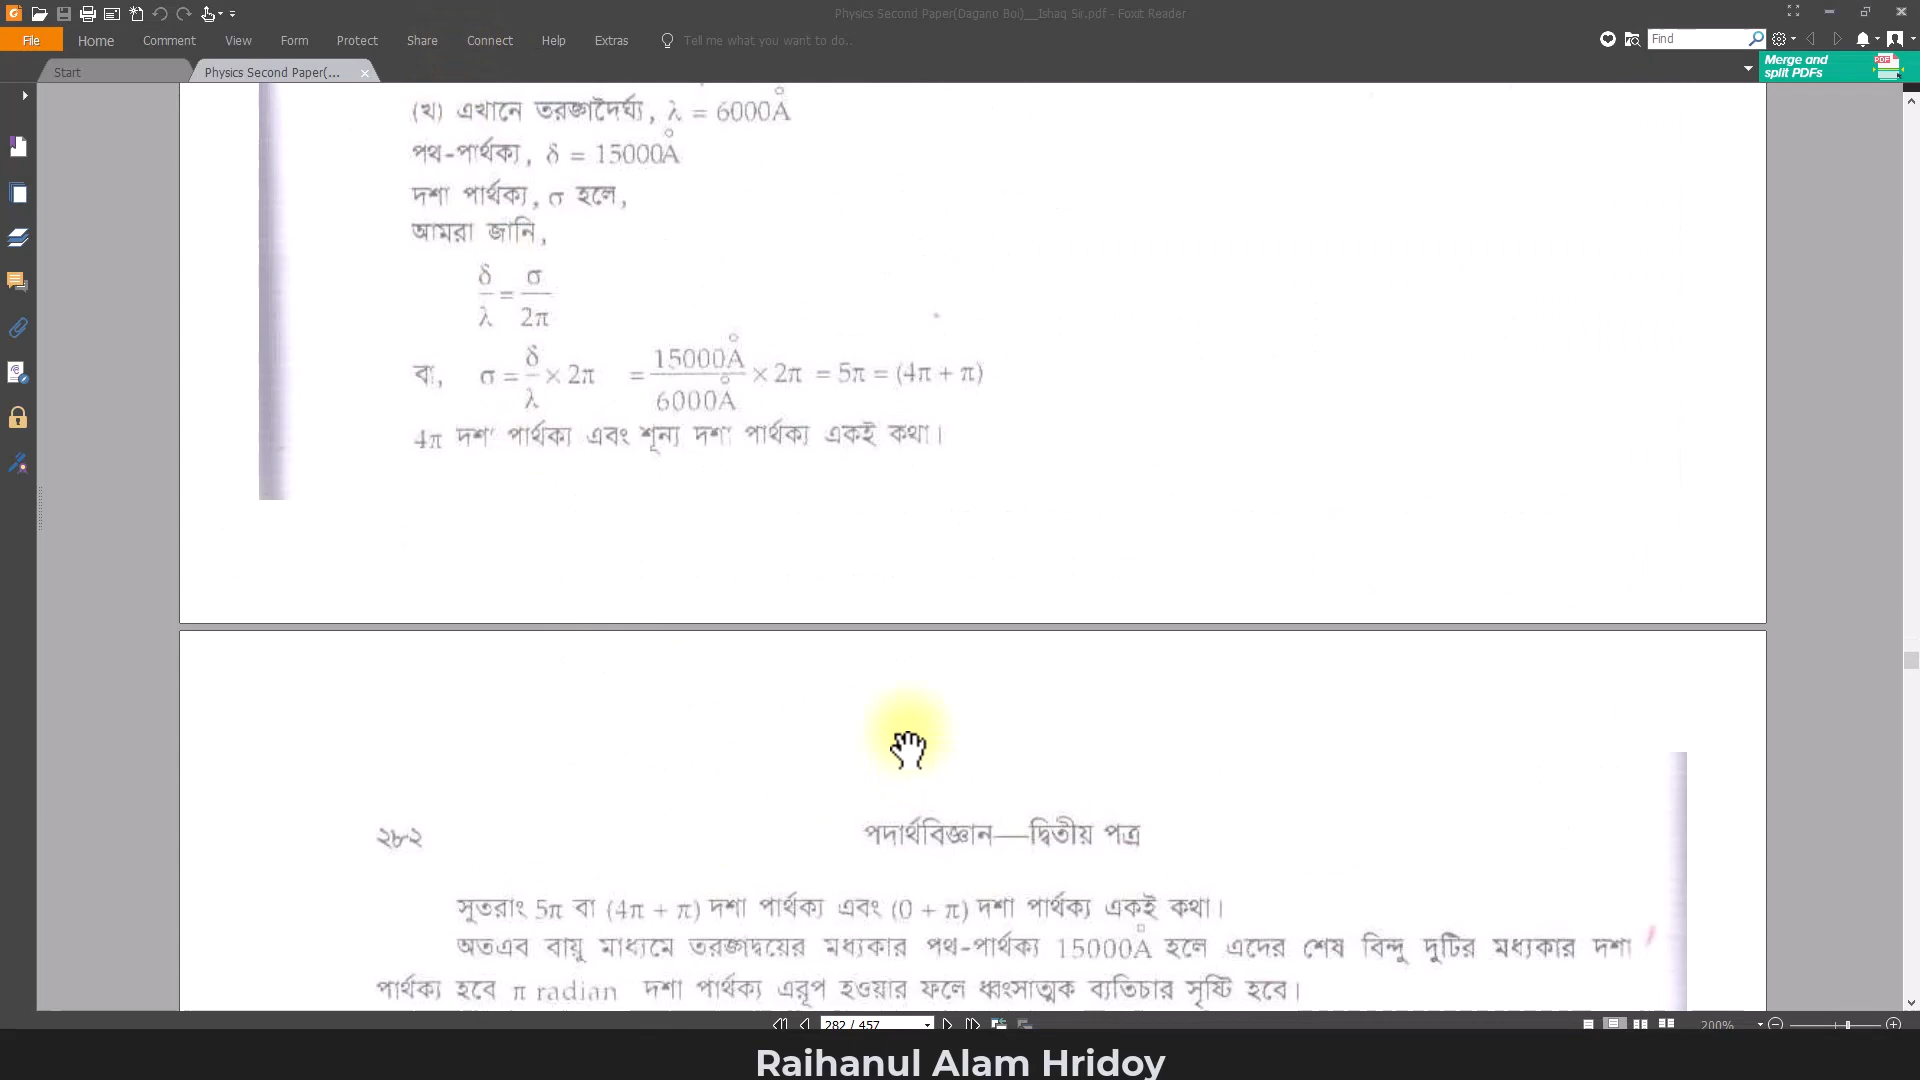 Physics Second Paper(Dagano Boi)__Ishaq Sir.pdf - Foxit Reader
File Home Comment View Form Protect Share Connect Help Extras Tell me what you want to do.. Find
Start Physics Second Paper(... × Merge and split PDFs
(খ) এখানে তরঙ্গদৈর্ঘ্য, λ = 6000Å
পথ-পার্থক্য, δ = 15000Å
দশা পার্থক্য, σ হলে,
আমরা জানি,
δ/λ = σ/2π
বা, σ = δ/λ × 2π = 15000Å/6000Å × 2π = 5π = (4π + π)
4π দশা পার্থক্য এবং শূন্য দশা পার্থক্য একই কথা।
২৮২ পদার্থবিজ্ঞান—দ্বিতীয় পত্র
সুতরাং 5π বা (4π + π) দশা পার্থক্য এবং (0 + π) দশা পার্থক্য একই কথা।
অতএব বায়ু মাধ্যমে তরঙ্গদ্বয়ের মধ্যকার পথ-পার্থক্য 15000Å হলে এদের শেষ বিন্দু দুটির মধ্যকার দশা
পার্থক্য হবে π radian দশা পার্থক্য এরূপ হওয়ার ফলে ধ্বংসাত্মক ব্যতিচার সৃষ্টি হবে।
282 / 457 200%
Raihanul Alam Hridoy